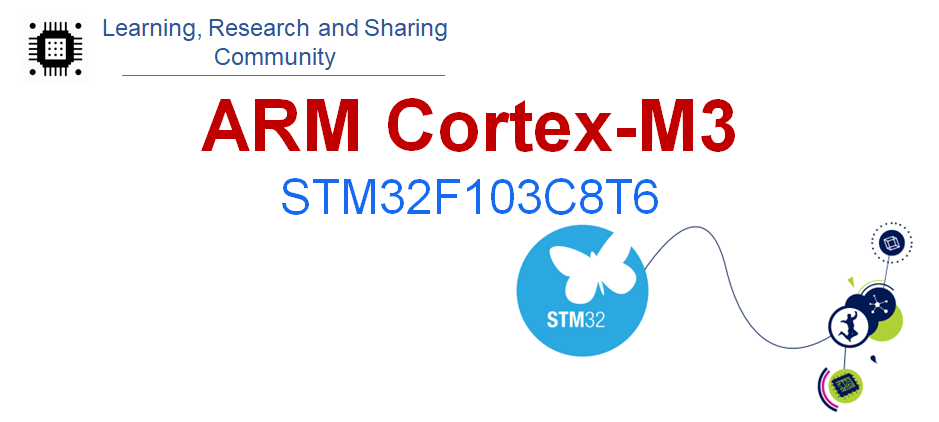 Learning, Research and Sharing
Community
ARM Cortex-M3
STM32F103C8T6
STM32